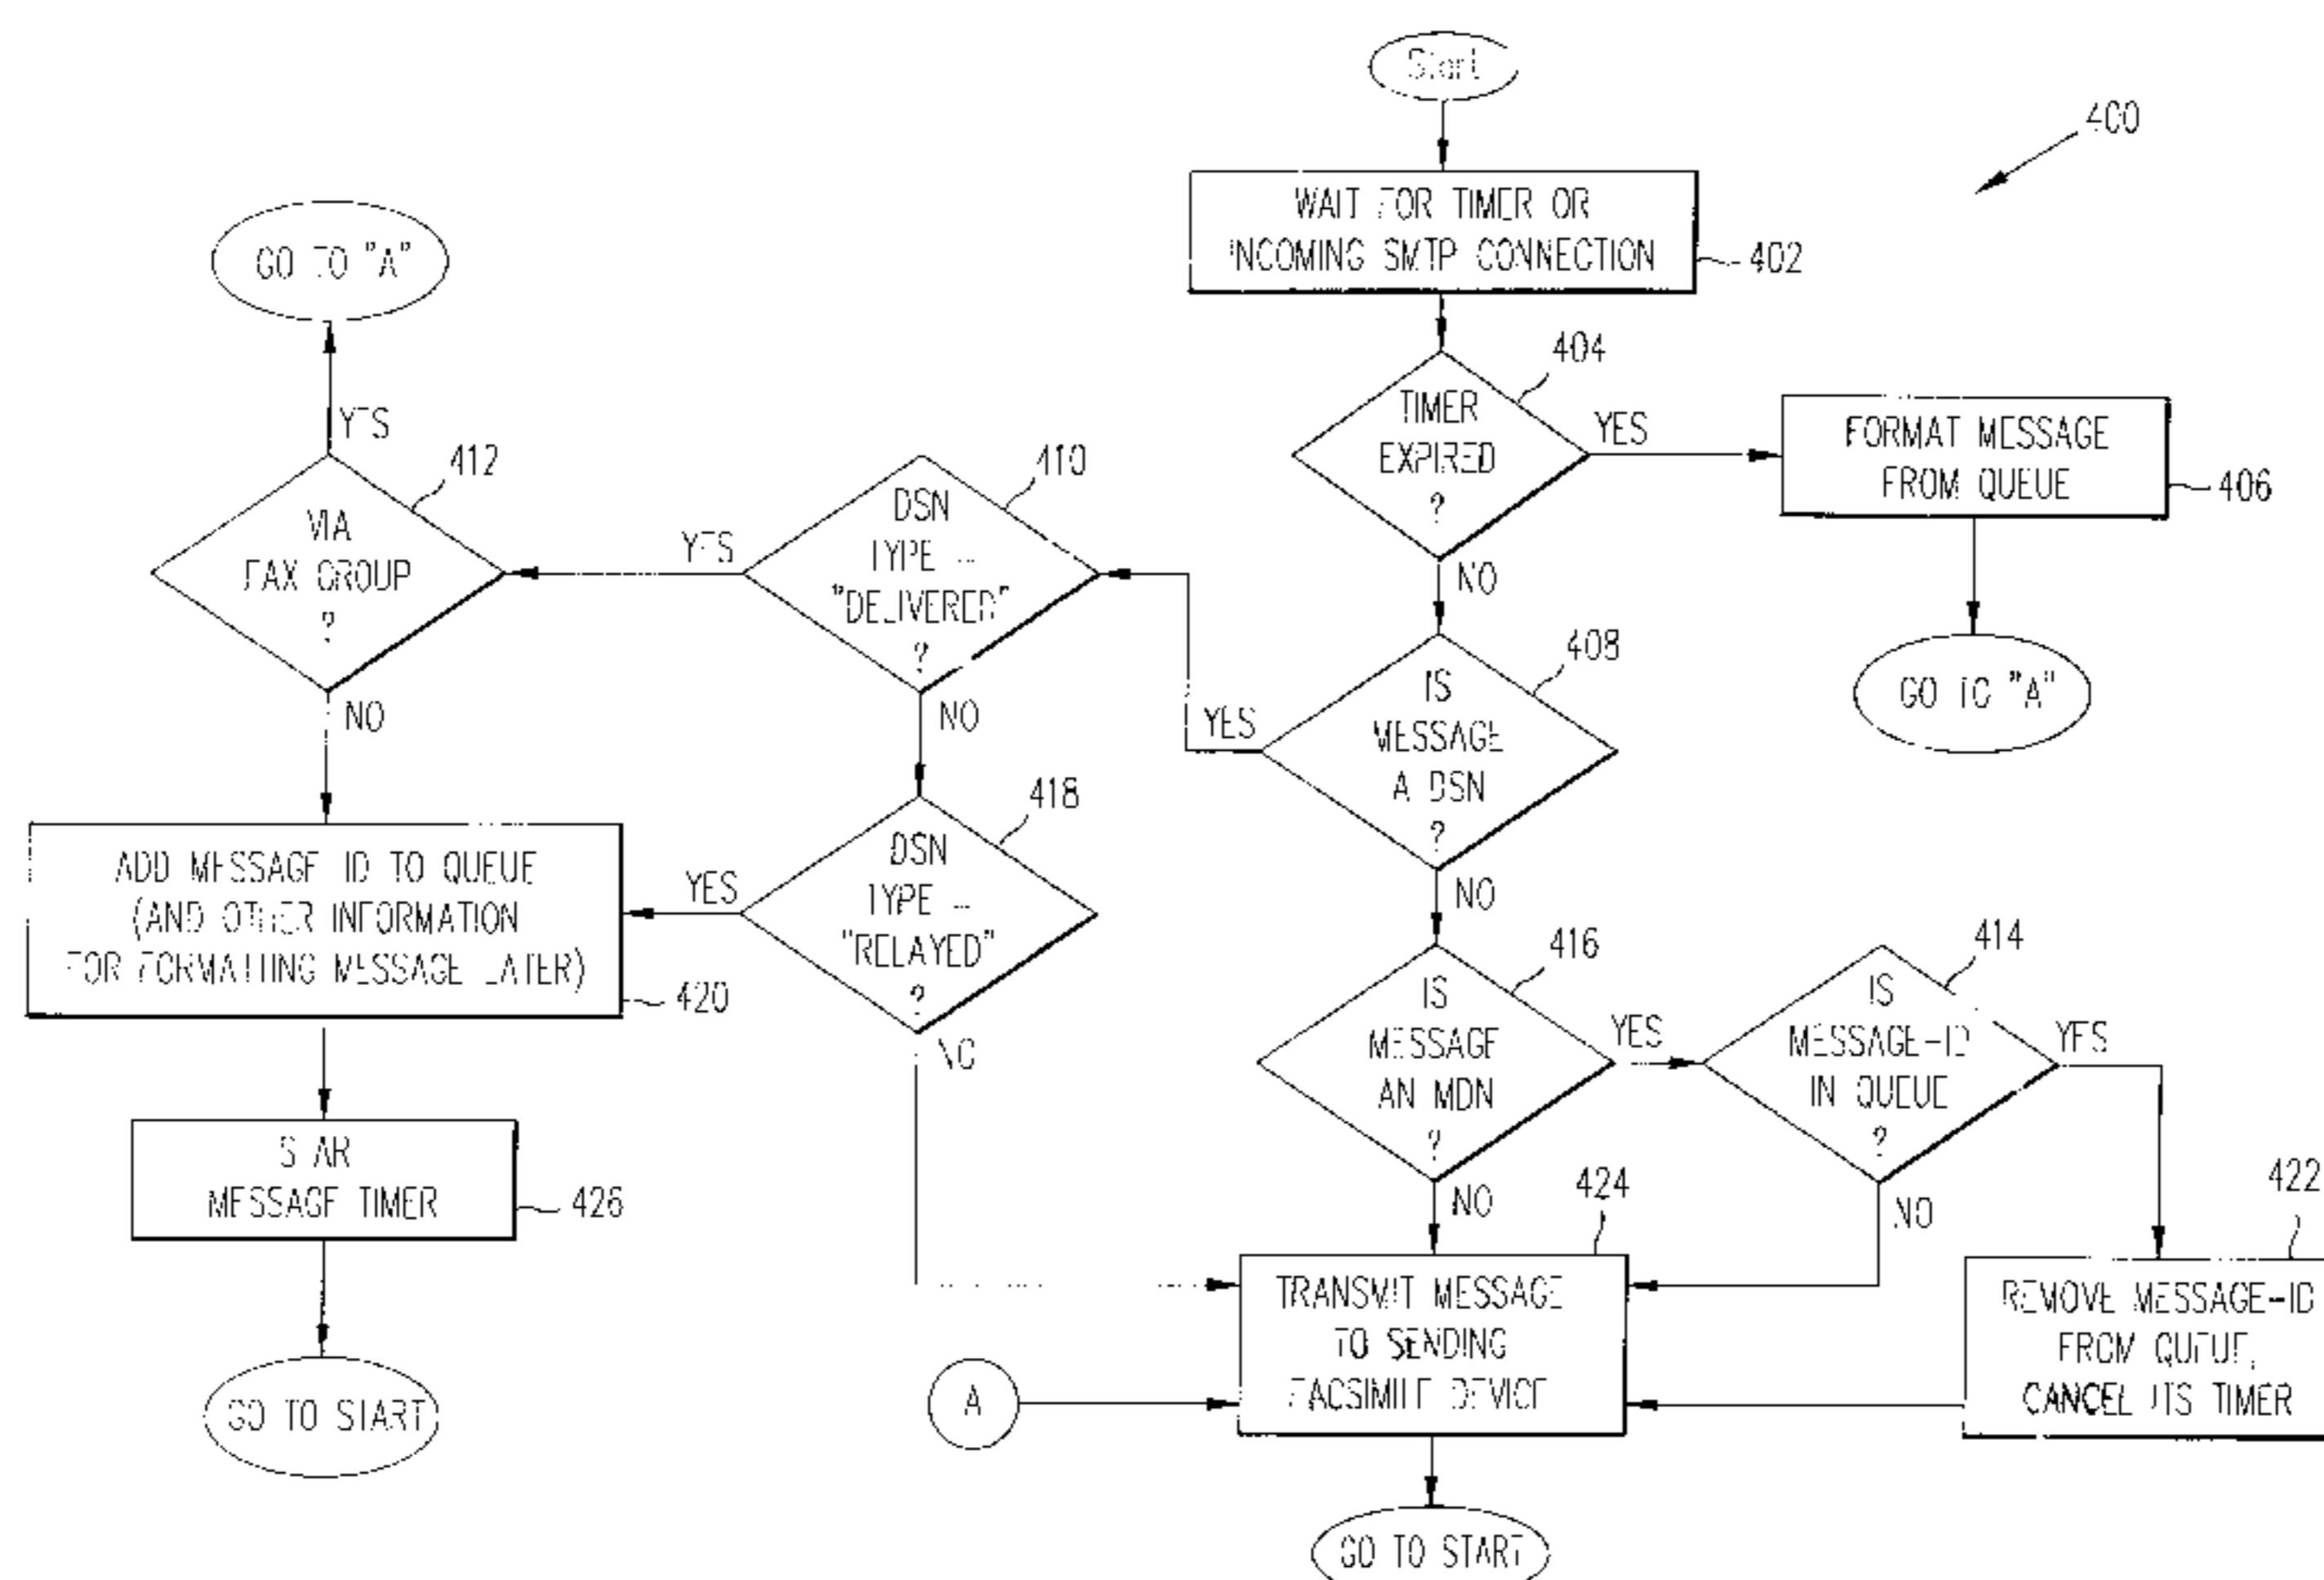 Start
400
WAIT FOR TIMER OR
INCOMING SMTP CONNECTION
402
GO TO "A"
404
TIMER
EXPIRED
?
YES
NO
FORMAT MESSAGE
FROM QUEUE
406
GO TO "A"
YES
412
VIA
FAX GROUP
?
NO
410
DSN
TYPE =
"DELIVERED"
?
YES
NO
408
IS
MESSAGE
A DSN
?
YES
NO
418
DSN
TYPE =
"RELAYED"
?
YES
NO
ADD MESSAGE ID TO QUEUE
(AND OTHER INFORMATION
FOR FORMATTING MESSAGE LATER)
420
416
IS
MESSAGE
AN MDN
?
YES
NO
414
IS
MESSAGE-ID
IN QUEUE
?
YES
NO
START
MESSAGE TIMER
426
GO TO START
424
TRANSMIT MESSAGE
TO SENDING
FACSIMILE DEVICE
A
422
REMOVE MESSAGE-ID
FROM QUEUE,
CANCEL ITS TIMER
GO TO START